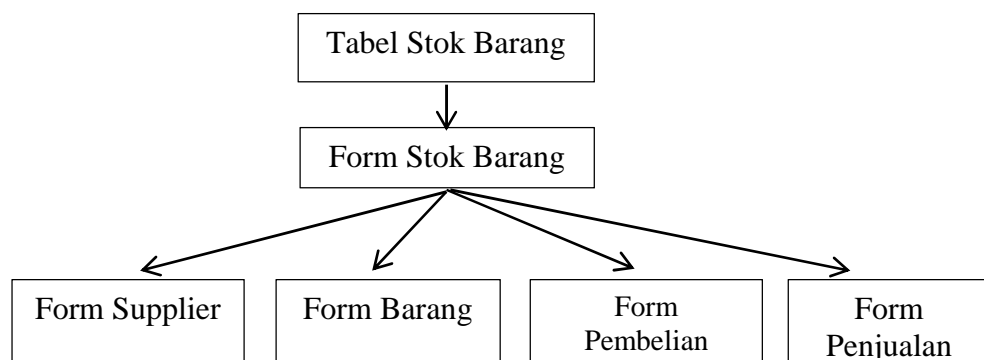 Tabel Stok Barang
Form Stok Barang
Form Supplier
Form Barang
Form
Pembelian
Form
Penjualan